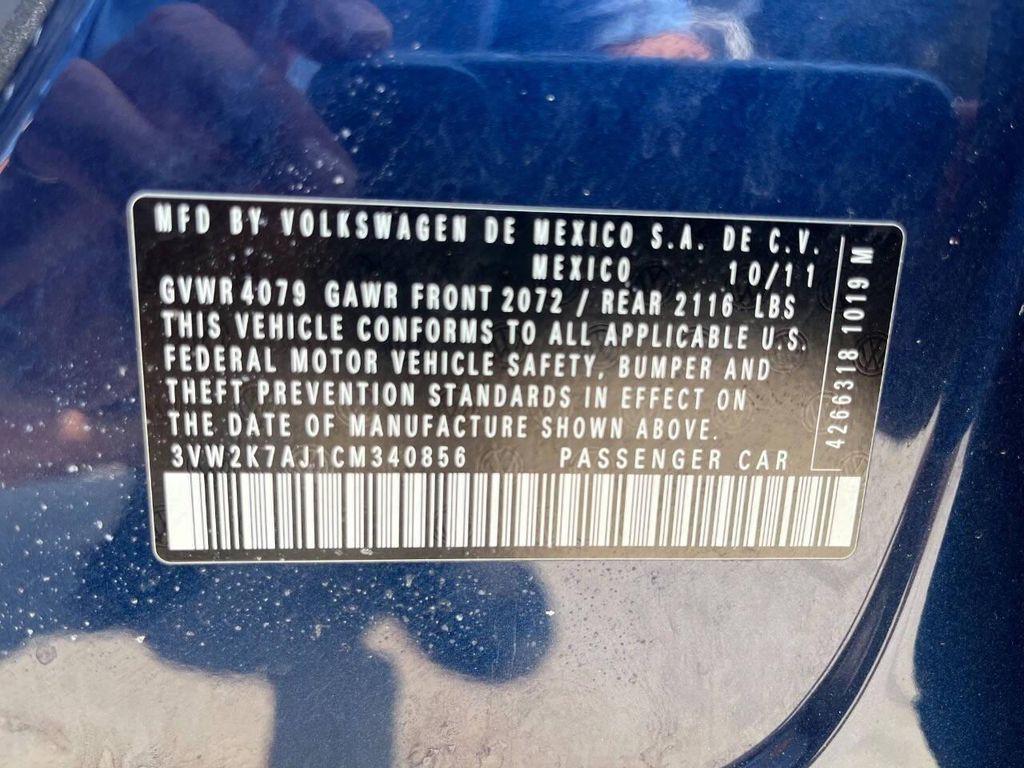 MFD BY VOLKSWAGEN DE MEXICO S.A. DE C.V.
MEXICO 10/11
GVWR 4079 GAWR FRONT 2072 / REAR 2116 LBS
THIS VEHICLE CONFORMS TO ALL APPLICABLE U.S.
FEDERAL MOTOR VEHICLE SAFETY, BUMPER AND
THEFT PREVENTION STANDARDS IN EFFECT ON
THE DATE OF MANUFACTURE SHOWN ABOVE.
3VW2K7AJ1CM340856 PASSENGER CAR
4266318 1019 M